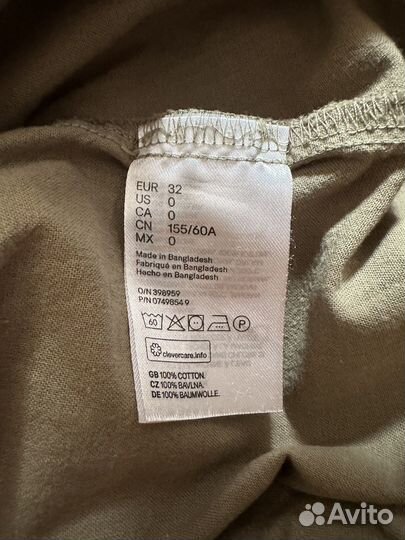 EUR 32
US 0
CA 0
CN 155/60A
MX 0
Made in Bangladesh
Fabriqué en Bangladesh
Hecho en Bangladesh
O/N 398959
P/N 0749854 9
60 P
clevercare.info
GB 100% COTTON.
CZ 100% BAVLNA.
DE 100% BAUMWOLLE.
Avito